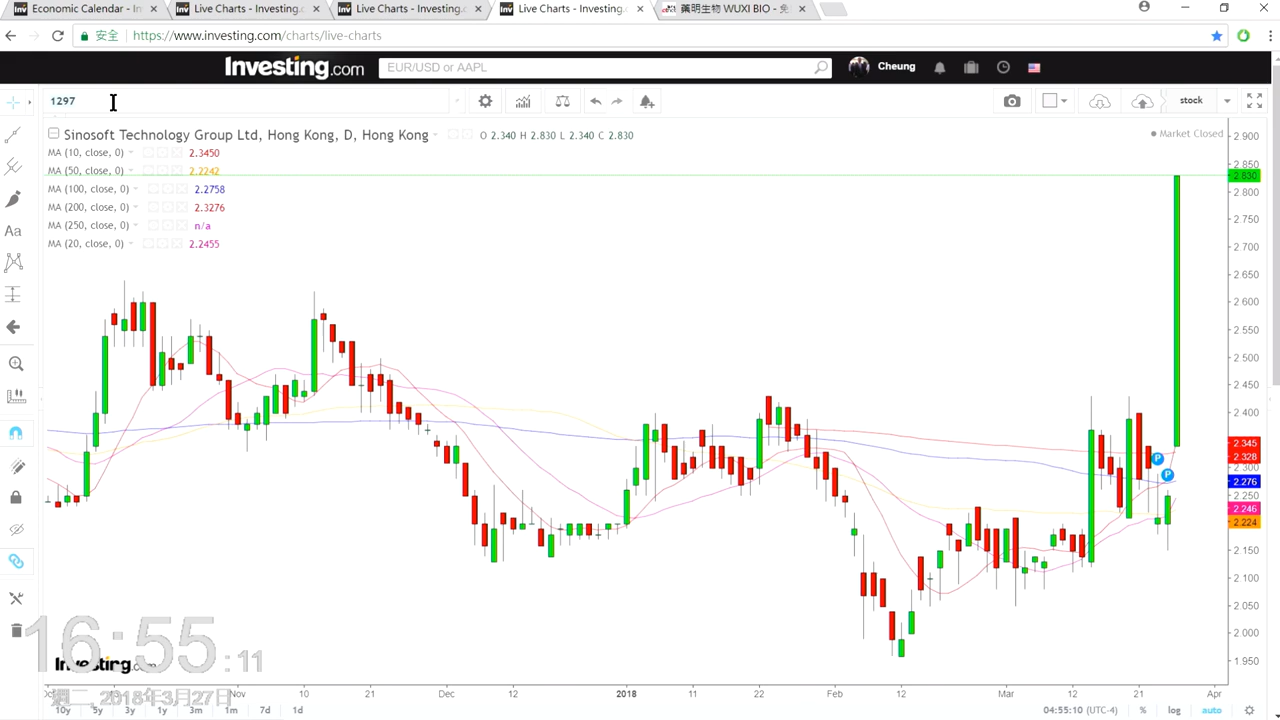 Economic Calendar - Inv
Live Charts - Investing.
Live Charts - Investing.c
Live Charts - Investing.
藥明生物 WUXI BIO - 免
安全
https://www.investing.com/charts/live-charts
Investing.com
EUR/USD or AAPL
Cheung
1297
stock
Sinosoft Technology Group Ltd, Hong Kong, D, Hong Kong
O 2.340 H 2.830 L 2.340 C 2.830
Market Closed
MA (10, close, 0) 2.3450
MA (50, close, 0) 2.2242
MA (100, close, 0) 2.2758
MA (200, close, 0) 2.3276
MA (250, close, 0) n/a
MA (20, close, 0) 2.2455
Aa
2.900
2.850
2.830
2.800
2.750
2.700
2.650
2.600
2.550
2.500
2.450
2.400
2.345
2.328
2.300
2.276
2.250
2.246
2.224
2.150
2.100
2.050
2.000
1.950
P
P
16:55:11
Investing.com
週二, 2018年3月27日
Nov 10 21 Dec 12 2018 11 22 Feb 12 Mar 12 21 Apr
10y 5y 3y 1y 3m 1m 7d 1d
04:55:10 (UTC-4) % log auto